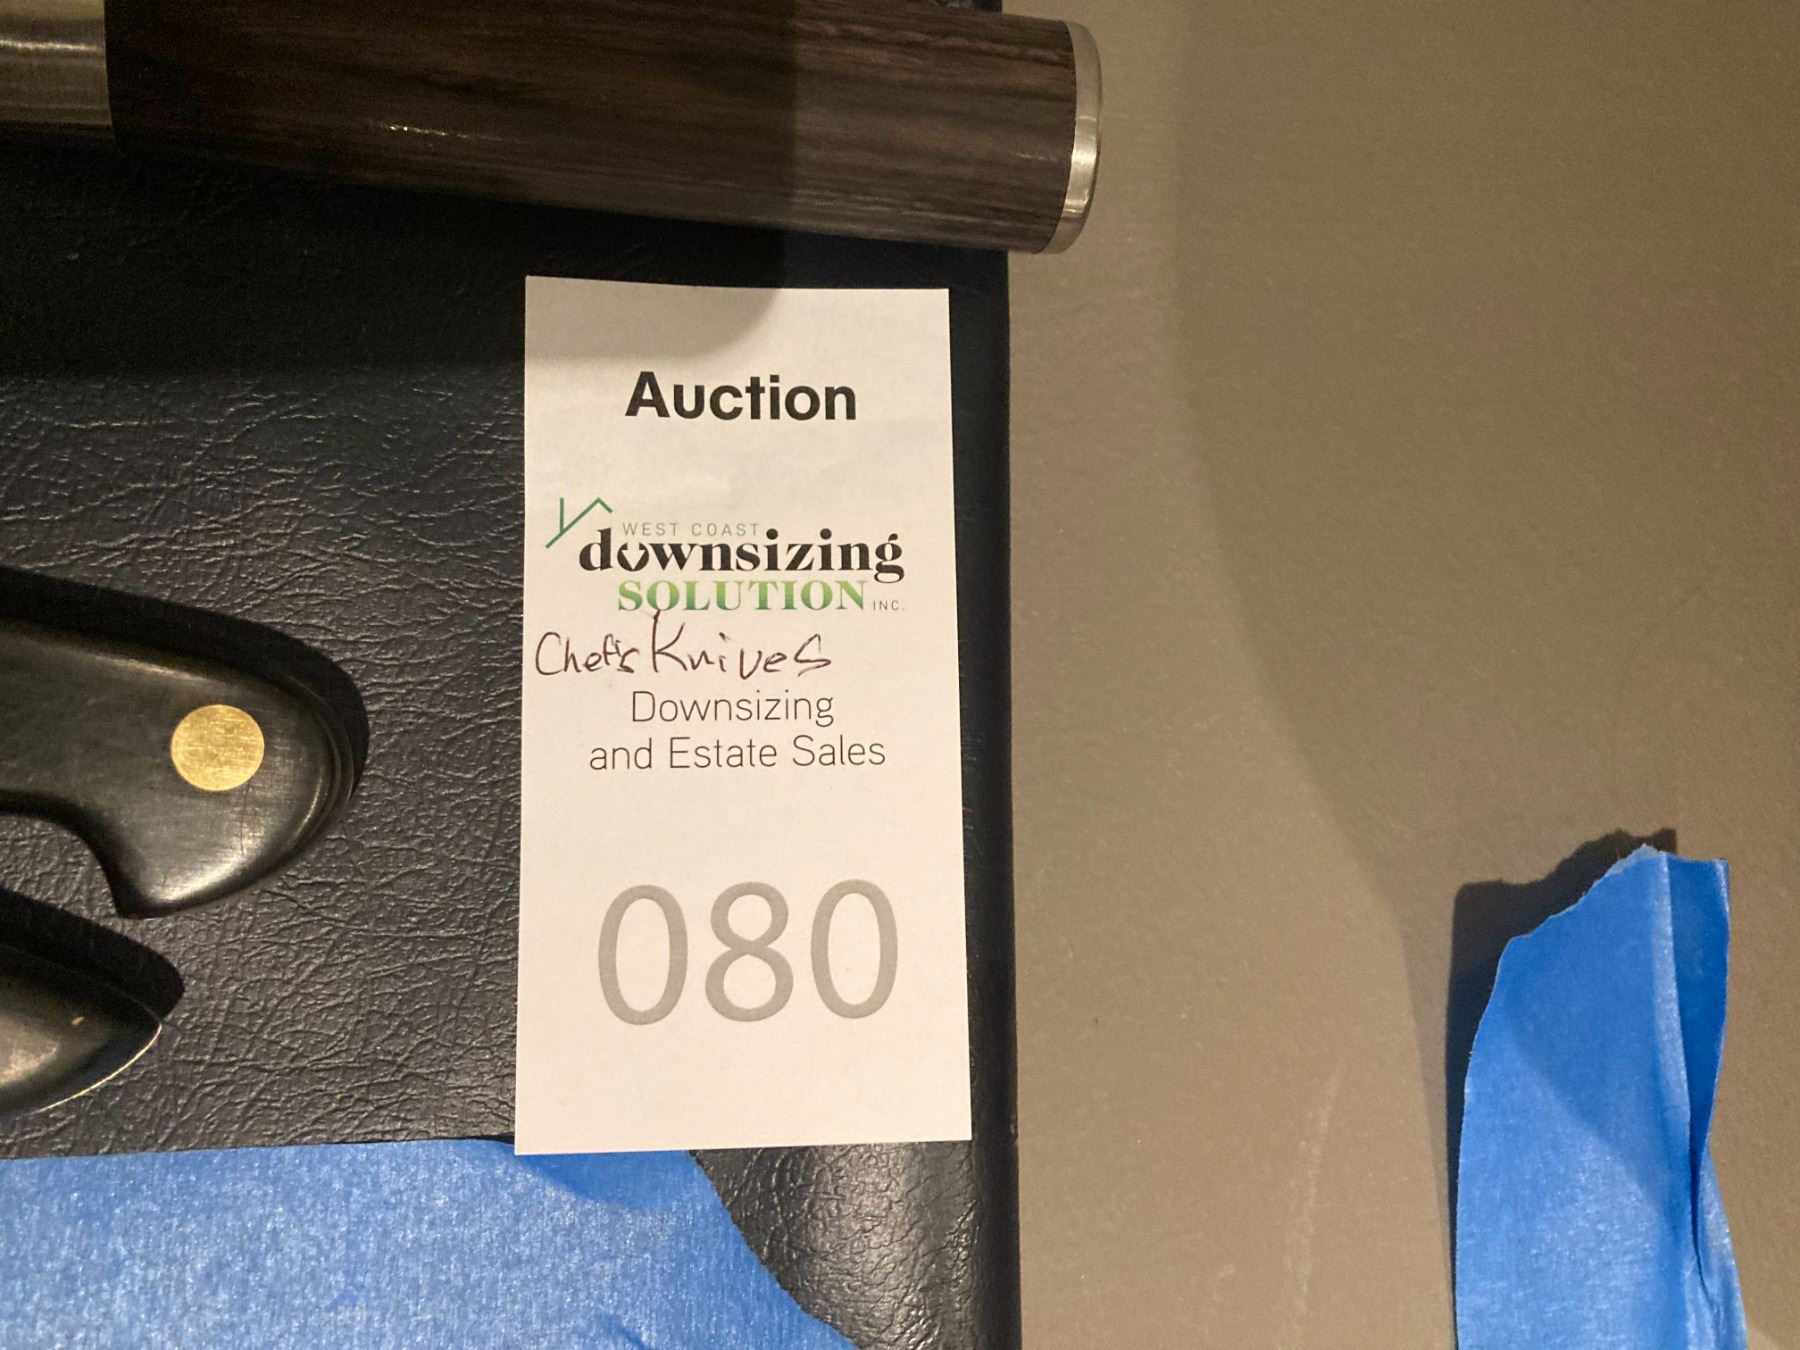 Auction
WEST COAST
downsizing
SOLUTION INC.
Chef's Knives
Downsizing
and Estate Sales
080